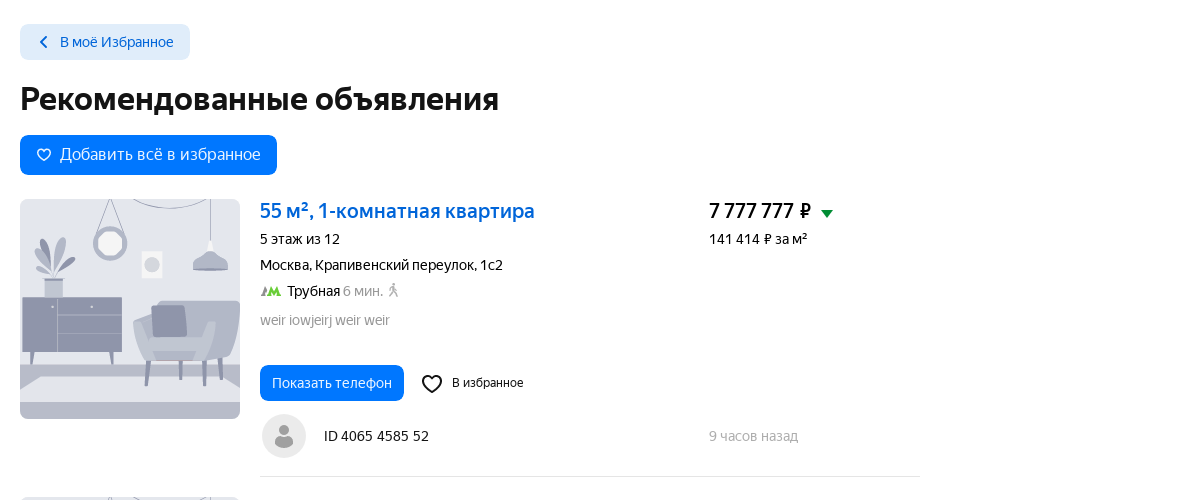 В моё Избранное
Рекомендованные объявления
Добавить всё в избранное
55 м², 1-комнатная квартира
7 777 777 ₽
5 этаж из 12
141 414 ₽ за м²
Москва, Крапивенский переулок, 1с2
Трубная 6 мин.
weir iowjeirj weir weir
Показать телефон
В избранное
ID 4065 4585 52
9 часов назад